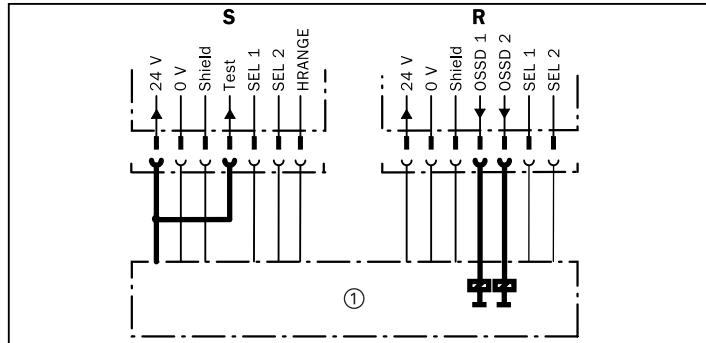 S
R
24 V
0 V
Shield
Test
SEL 1
SEL 2
HRANGE
24 V
0 V
Shield
OSSD 1
OSSD 2
SEL 1
SEL 2
①